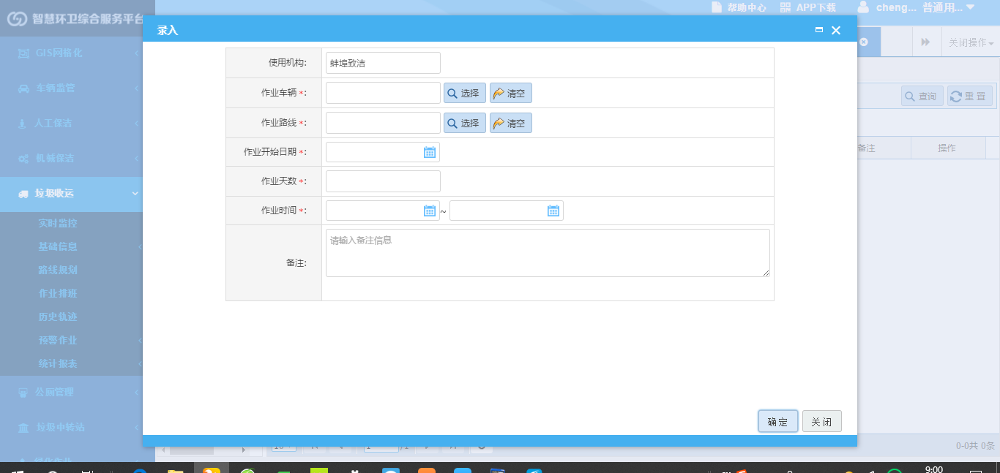 智慧环卫综合服务平台
帮助中心 APP下载 cheng... 普通用...
录入
关闭操作
GIS网格化
车辆监管
人工保洁
机械保洁
垃圾收运
实时监控
基础信息
路线规划
作业排班
历史轨迹
预警作业
统计报表
公厕管理
垃圾中转站
使用机构: 蚌埠致洁
作业车辆*: 选择 清空
作业路线*: 选择 清空
作业开始日期*:
作业天数*:
作业时间*: ~
备注: 请输入备注信息
查询 重置
备注 操作
确定 关闭
0-0共 0条
9:00